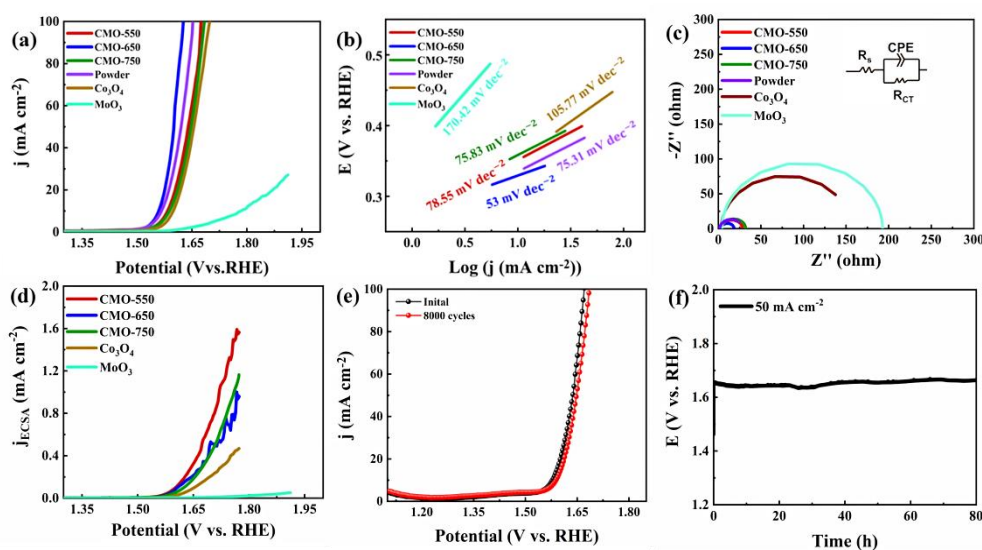 (a)
CMO-550
CMO-650
CMO-750
Powder
Co₃O₄
MoO₃
j (mA cm⁻²)
100
80
60
40
20
0
1.35 1.50 1.65 1.80 1.95
Potential (Vvs.RHE)
(b)
CMO-550
CMO-650
CMO-750
Powder
Co₃O₄
MoO₃
E (V vs. RHE)
0.5
0.4
0.3
170.42 mV dec⁻²
105.77 mV dec⁻²
75.83 mV dec⁻²
78.55 mV dec⁻²
75.31 mV dec⁻²
53 mV dec⁻²
0.0 0.5 1.0 1.5 2.0
Log (j (mA cm⁻²))
(c)
CMO-550
CMO-650
CMO-750
Powder
Co₃O₄
MoO₃
Rs
CPE
RCT
-Z'' (ohm)
300
250
200
150
100
50
0
0 50 100 150 200 250 300
Z'' (ohm)
(d)
CMO-550
CMO-650
CMO-750
Co₃O₄
MoO₃
jECSA (mA cm⁻²)
2.0
1.6
1.2
0.8
0.4
0.0
1.35 1.50 1.65 1.80 1.95
Potential (V vs. RHE)
(e)
Inital
8000 cycles
j (mA cm⁻²)
100
80
60
40
20
0
1.20 1.35 1.50 1.65 1.80
Potential (V vs. RHE)
(f)
50 mA cm⁻²
E (V vs. RHE)
2.0
1.8
1.6
1.4
1.2
0 20 40 60 80
Time (h)